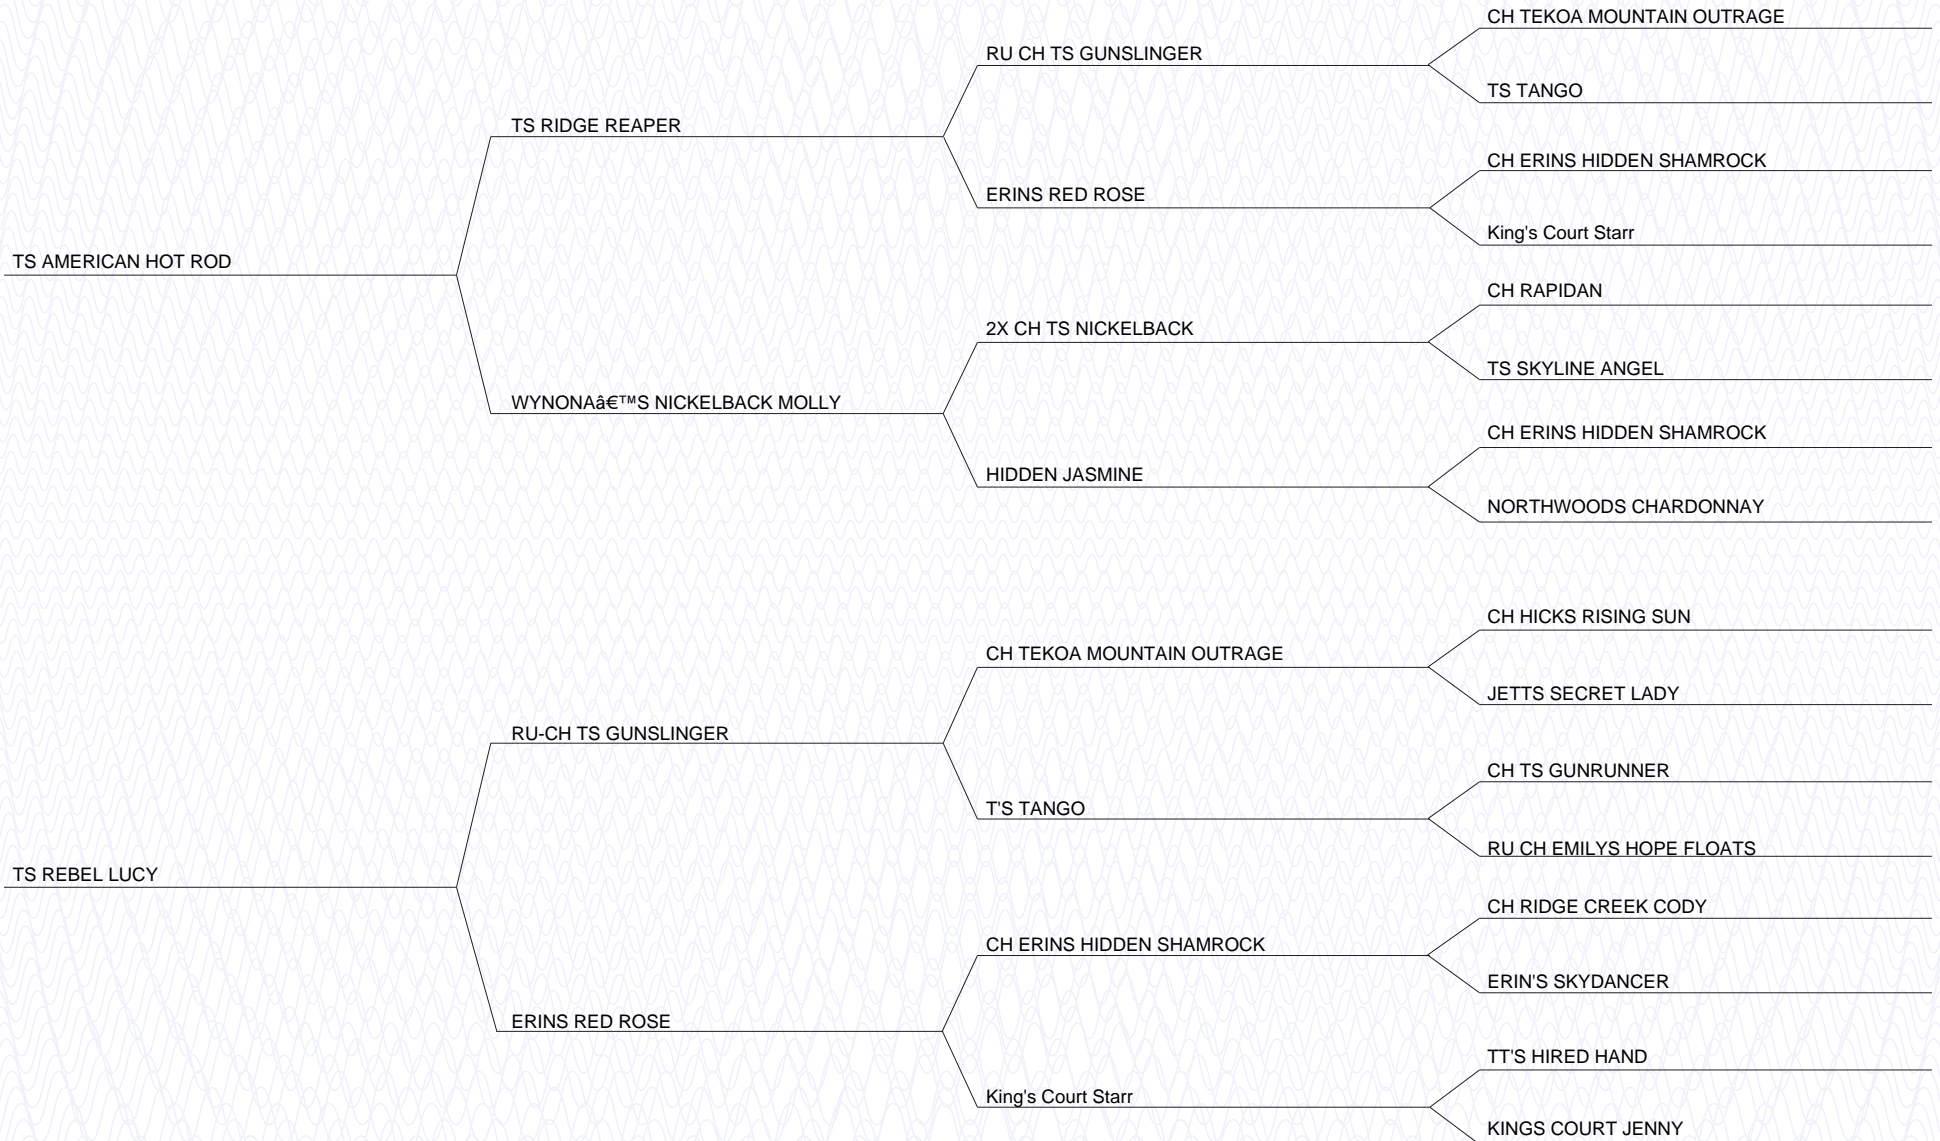 CH TEKOA MOUNTAIN OUTRAGE
RU CH TS GUNSLINGER
TS TANGO
TS RIDGE REAPER
CH ERINS HIDDEN SHAMROCK
ERINS RED ROSE
King's Court Starr
TS AMERICAN HOT ROD
CH RAPIDAN
2X CH TS NICKELBACK
TS SKYLINE ANGEL
WYNONAâ€™S NICKELBACK MOLLY
CH ERINS HIDDEN SHAMROCK
HIDDEN JASMINE
NORTHWOODS CHARDONNAY
CH HICKS RISING SUN
CH TEKOA MOUNTAIN OUTRAGE
JETTS SECRET LADY
RU-CH TS GUNSLINGER
CH TS GUNRUNNER
T'S TANGO
RU CH EMILYS HOPE FLOATS
TS REBEL LUCY
CH RIDGE CREEK CODY
CH ERINS HIDDEN SHAMROCK
ERIN'S SKYDANCER
ERINS RED ROSE
TT'S HIRED HAND
King's Court Starr
KINGS COURT JENNY